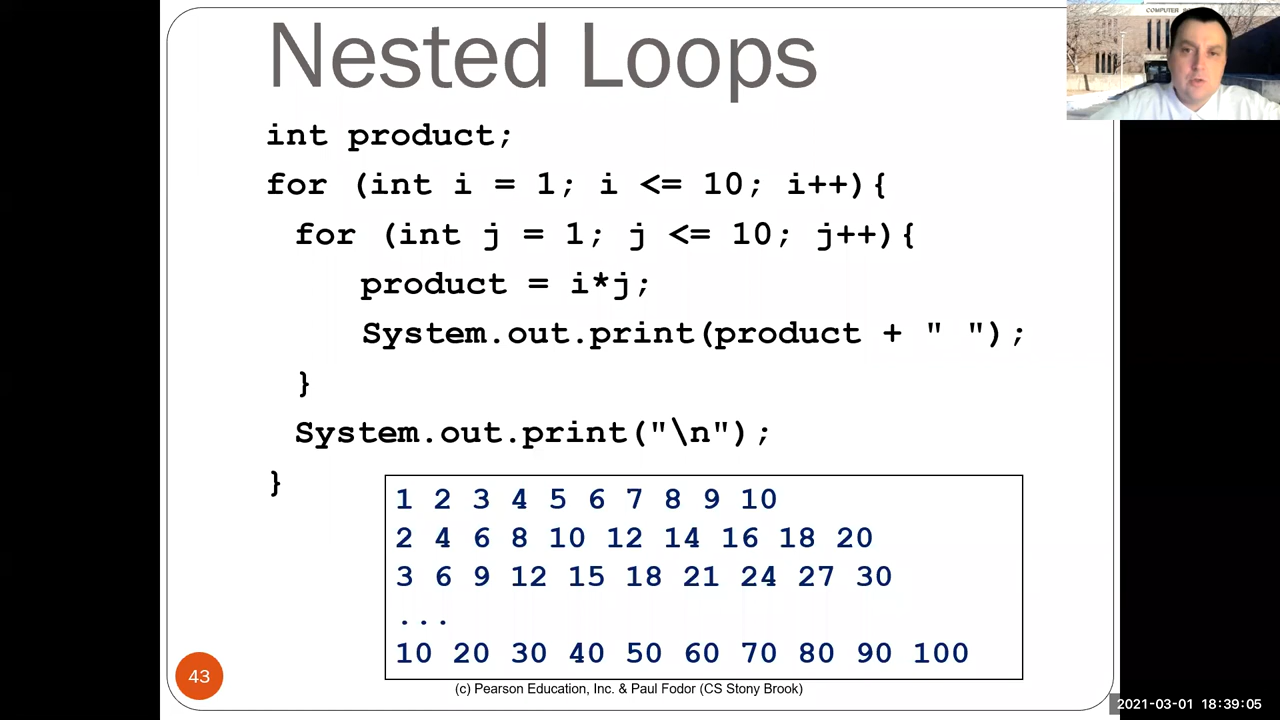 Nested Loops
int product;
for (int i = 1; i <= 10; i++){
for (int j = 1; j <= 10; j++){
product = i*j;
System.out.print(product + " ");
}
System.out.print("\n");
}
1 2 3 4 5 6 7 8 9 10
2 4 6 8 10 12 14 16 18 20
3 6 9 12 15 18 21 24 27 30
...
10 20 30 40 50 60 70 80 90 100
43
(c) Pearson Education, Inc. & Paul Fodor (CS Stony Brook)
COMPUTER
2021-03-01 18:39:05